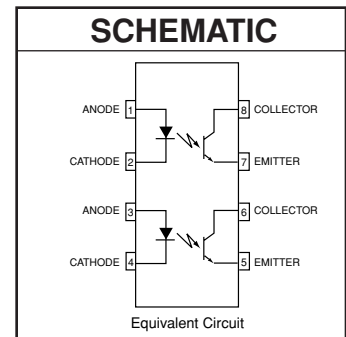 SCHEMATIC
ANODE 1 8 COLLECTOR
CATHODE 2 7 EMITTER
ANODE 3 6 COLLECTOR
CATHODE 4 5 EMITTER
Equivalent Circuit